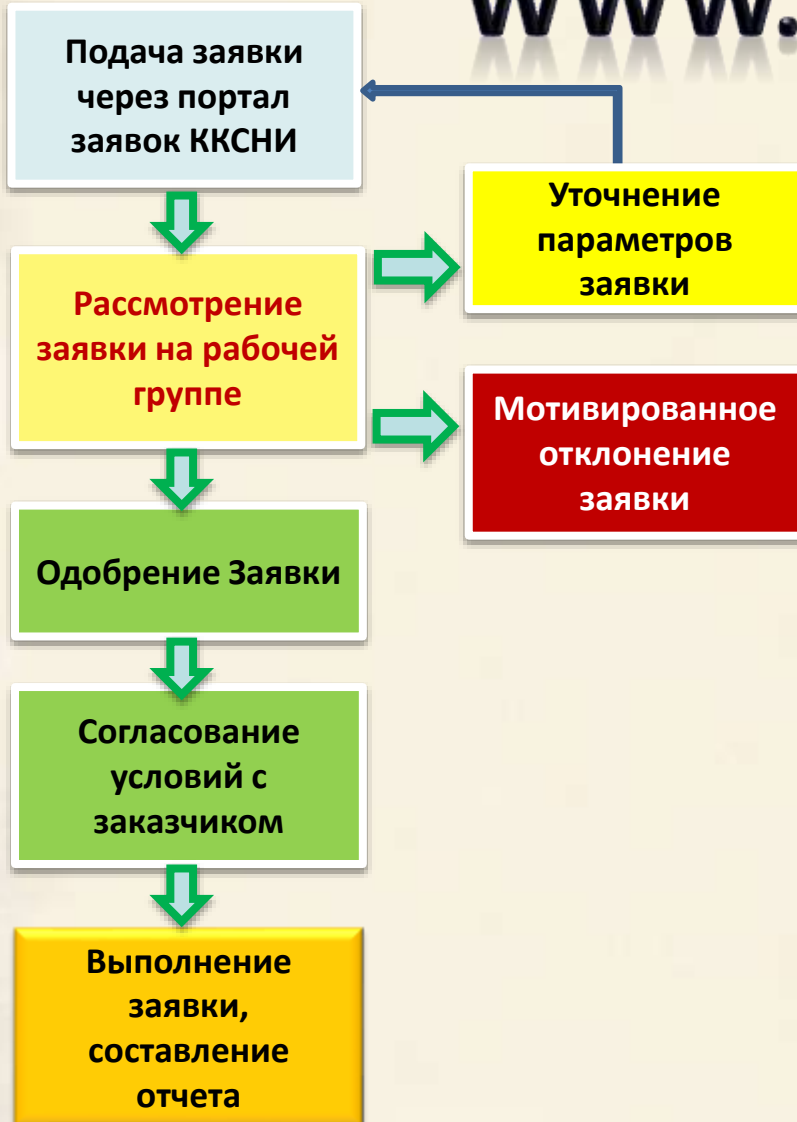 www.
Подача заявки
через портал
заявок ККСНИ
Уточнение
параметров
заявки
Рассмотрение
заявки на рабочей
группе
Мотивированное
отклонение
заявки
Одобрение Заявки
Согласование
условий с
заказчиком
Выполнение
заявки,
составление
отчета